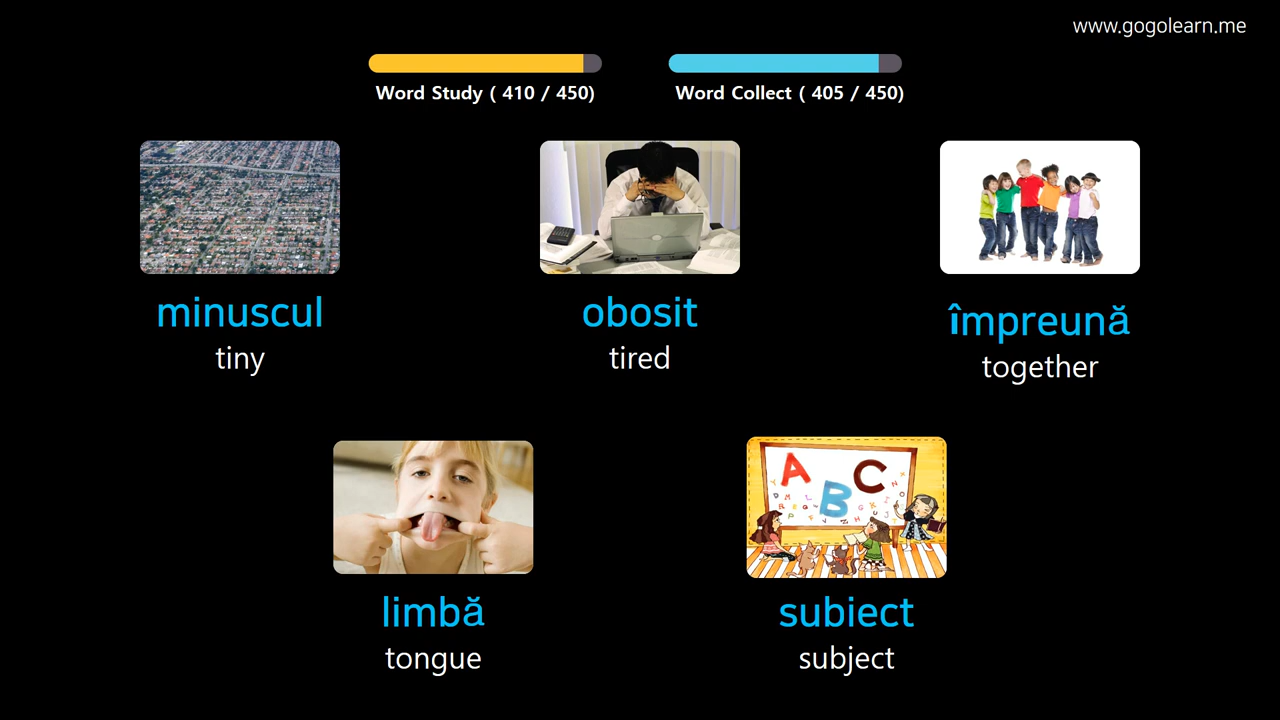 www.gogolearn.me
Word Study ( 410 / 450)
Word Collect ( 405 / 450)
minuscul
tiny
obosit
tired
împreună
together
A B C
limbă
tongue
subiect
subject